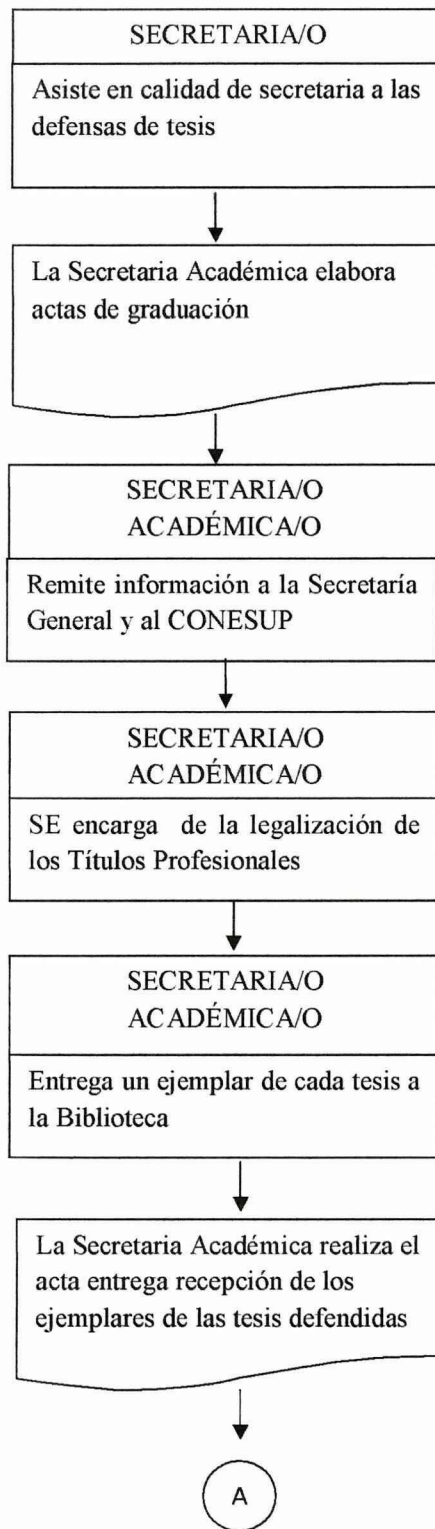 SECRETARIA/O
Asiste en calidad de secretaria a las
defensas de tesis
La Secretaria Académica elabora
actas de graduación
SECRETARIA/O
ACADÉMICA/O
Remite información a la Secretaría
General y al CONESUP
SECRETARIA/O
ACADÉMICA/O
SE encarga de la legalización de
los Títulos Profesionales
SECRETARIA/O
ACADÉMICA/O
Entrega un ejemplar de cada tesis a
la Biblioteca
La Secretaria Académica realiza el
acta entrega recepción de los
ejemplares de las tesis defendidas
A